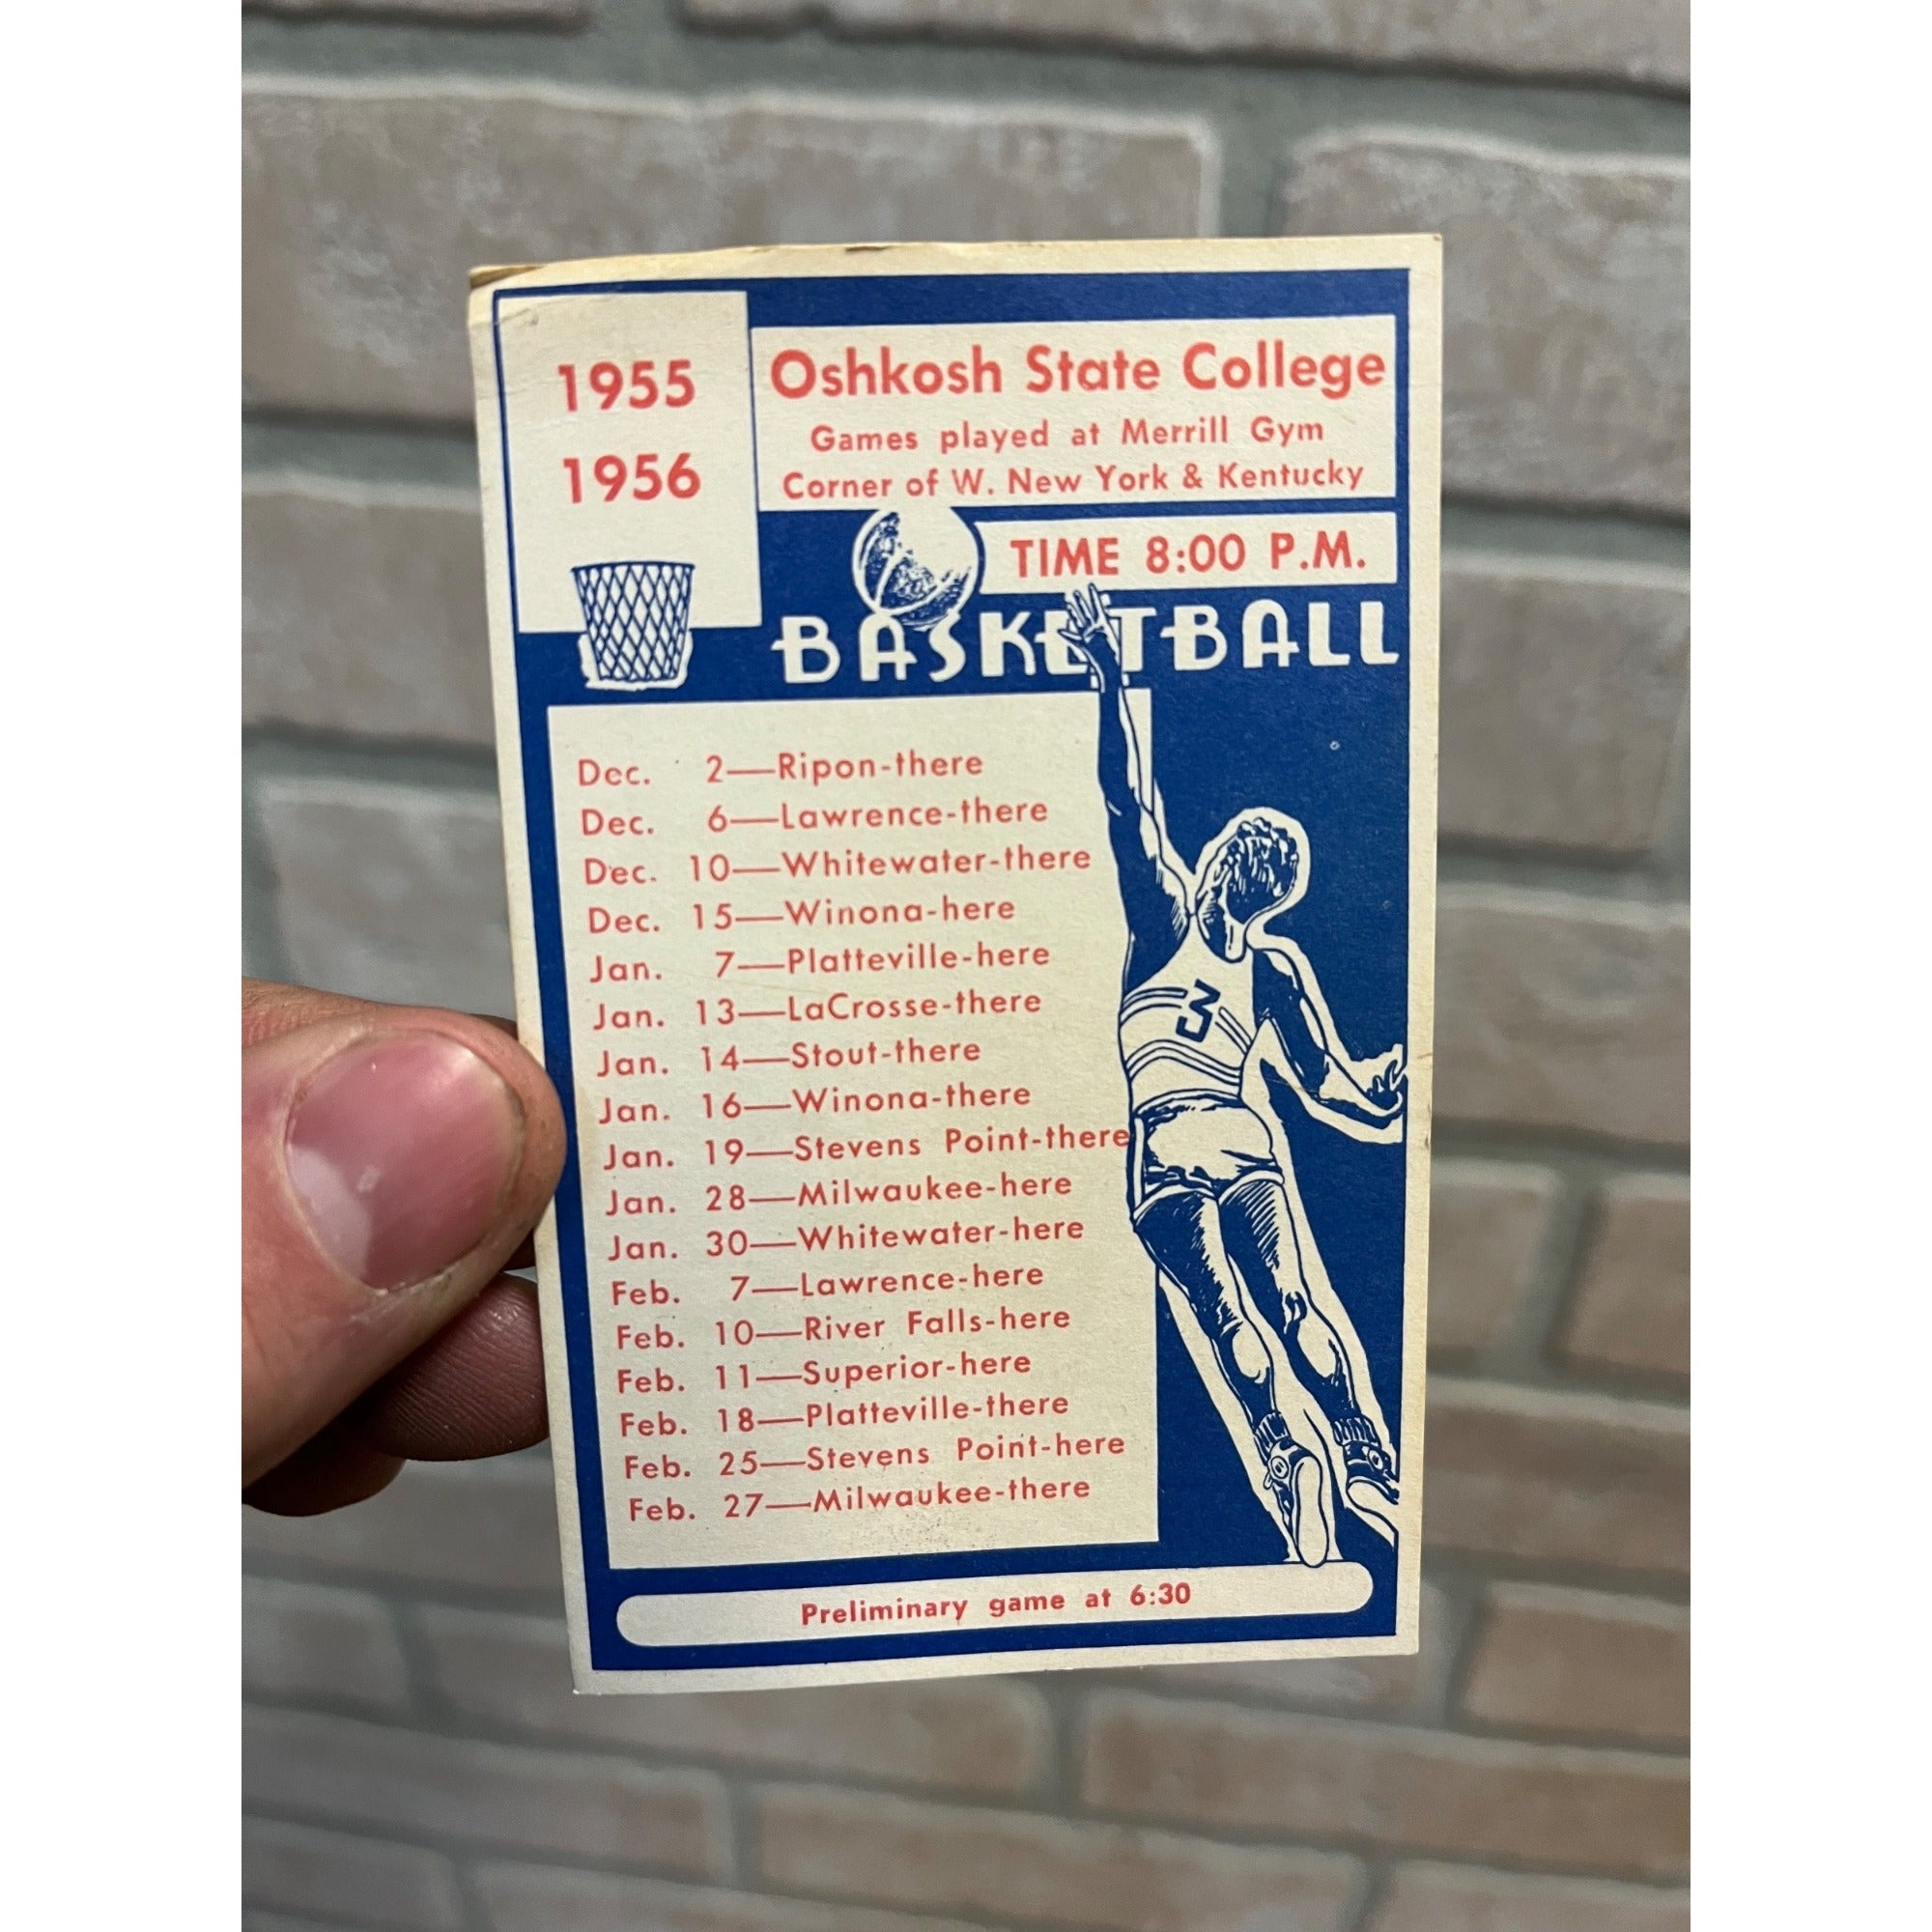 1955
1956
Oshkosh State College
Games played at Merrill Gym
Corner of W. New York & Kentucky
TIME 8:00 P.M.
BASKETBALL
Dec. 2—Ripon-there
Dec. 6—Lawrence-there
Dec. 10—Whitewater-there
Dec. 15—Winona-here
Jan. 7—Platteville-here
Jan. 13—LaCrosse-there
Jan. 14—Stout-there
Jan. 16—Winona-there
Jan. 19—Stevens Point-there
Jan. 28—Milwaukee-here
Jan. 30—Whitewater-here
Feb. 7—Lawrence-here
Feb. 10—River Falls-here
Feb. 11—Superior-here
Feb. 18—Platteville-there
Feb. 25—Stevens Point-here
Feb. 27—Milwaukee-there
3
Preliminary game at 6:30